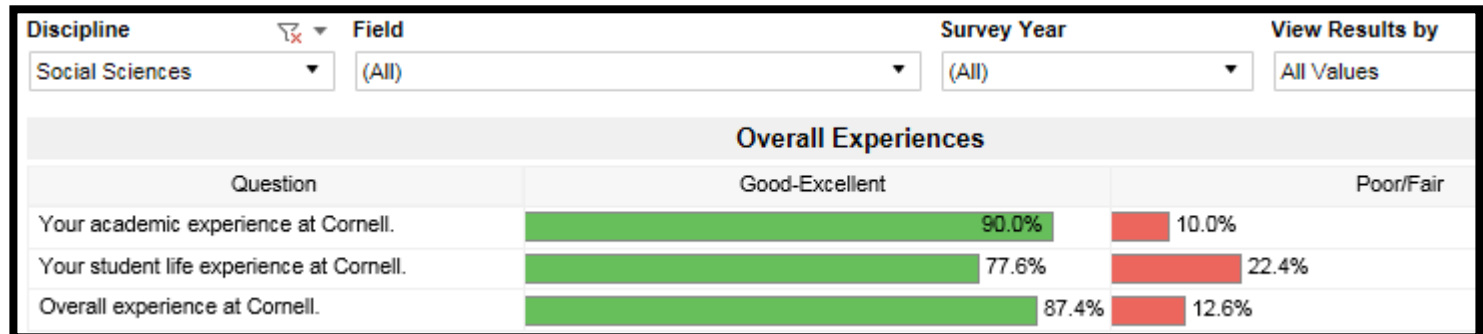 Discipline Field Survey Year View Results by
Social Sciences (All) (All) All Values
Overall Experiences
Question Good-Excellent Poor/Fair
Your academic experience at Cornell. 90.0% 10.0%
Your student life experience at Cornell. 77.6% 22.4%
Overall experience at Cornell. 87.4% 12.6%